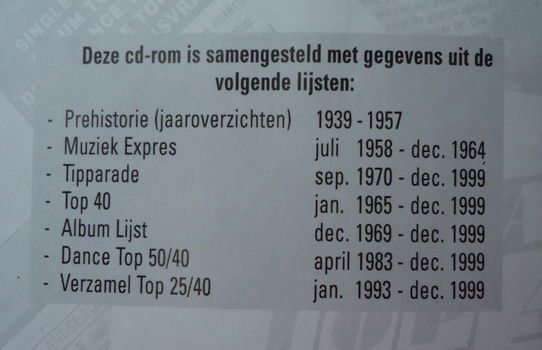 Deze cd-rom is samengesteld met gegevens uit de
volgende lijsten:
- Prehistorie (jaaroverzichten) 1939 - 1957
- Muziek Expres juli 1958 - dec. 1964
- Tipparade sep. 1970 - dec. 1999
- Top 40 jan. 1965 - dec. 1999
- Album Lijst dec. 1969 - dec. 1999
- Dance Top 50/40 april 1983 - dec. 1999
- Verzamel Top 25/40 jan. 1993 - dec. 1999